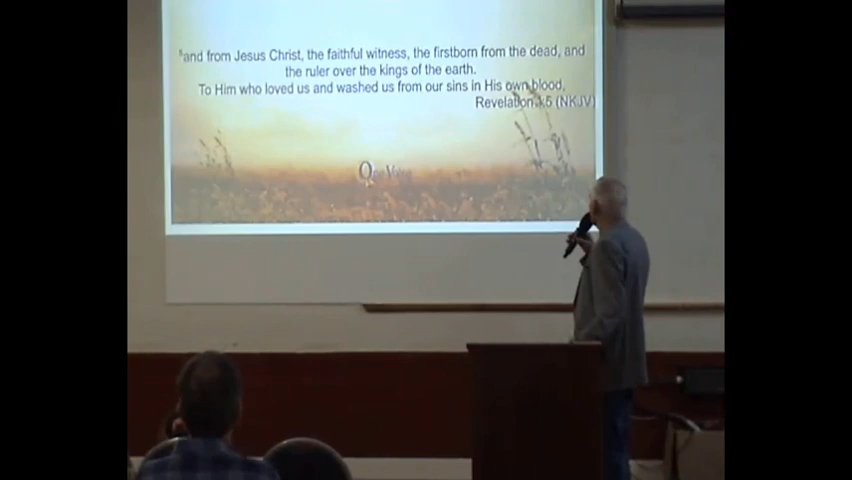 ⁵and from Jesus Christ, the faithful witness, the firstborn from the dead, and
the ruler over the kings of the earth.
To Him who loved us and washed us from our sins in His own blood,
Revelation 1:5 (NKJV)